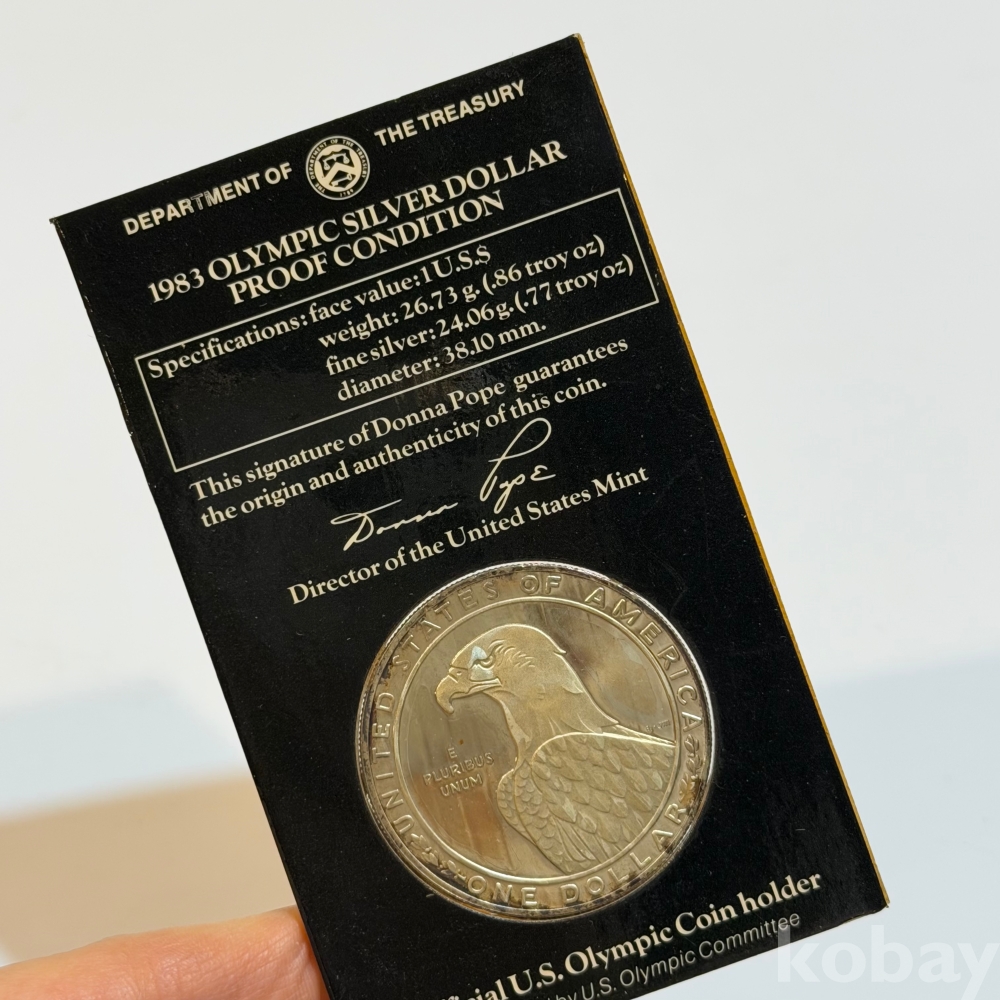 DEPARTMENT OF THE TREASURY
1983 OLYMPIC SILVER DOLLAR
PROOF CONDITION
Specifications: face value: 1 U.S.$
weight: 26.73 g. (.86 troy oz)
fine silver: 24.06 g. (.77 troy oz)
diameter: 38.10 mm.
This signature of Donna Pope guarantees
the origin and authenticity of this coin.
Donna Pope
Director of the United States Mint
UNITED STATES OF AMERICA
E
PLURIBUS
UNUM
ONE DOLLAR
U.S. Olympic Coin holder
by U.S. Olympic Committee
kobay